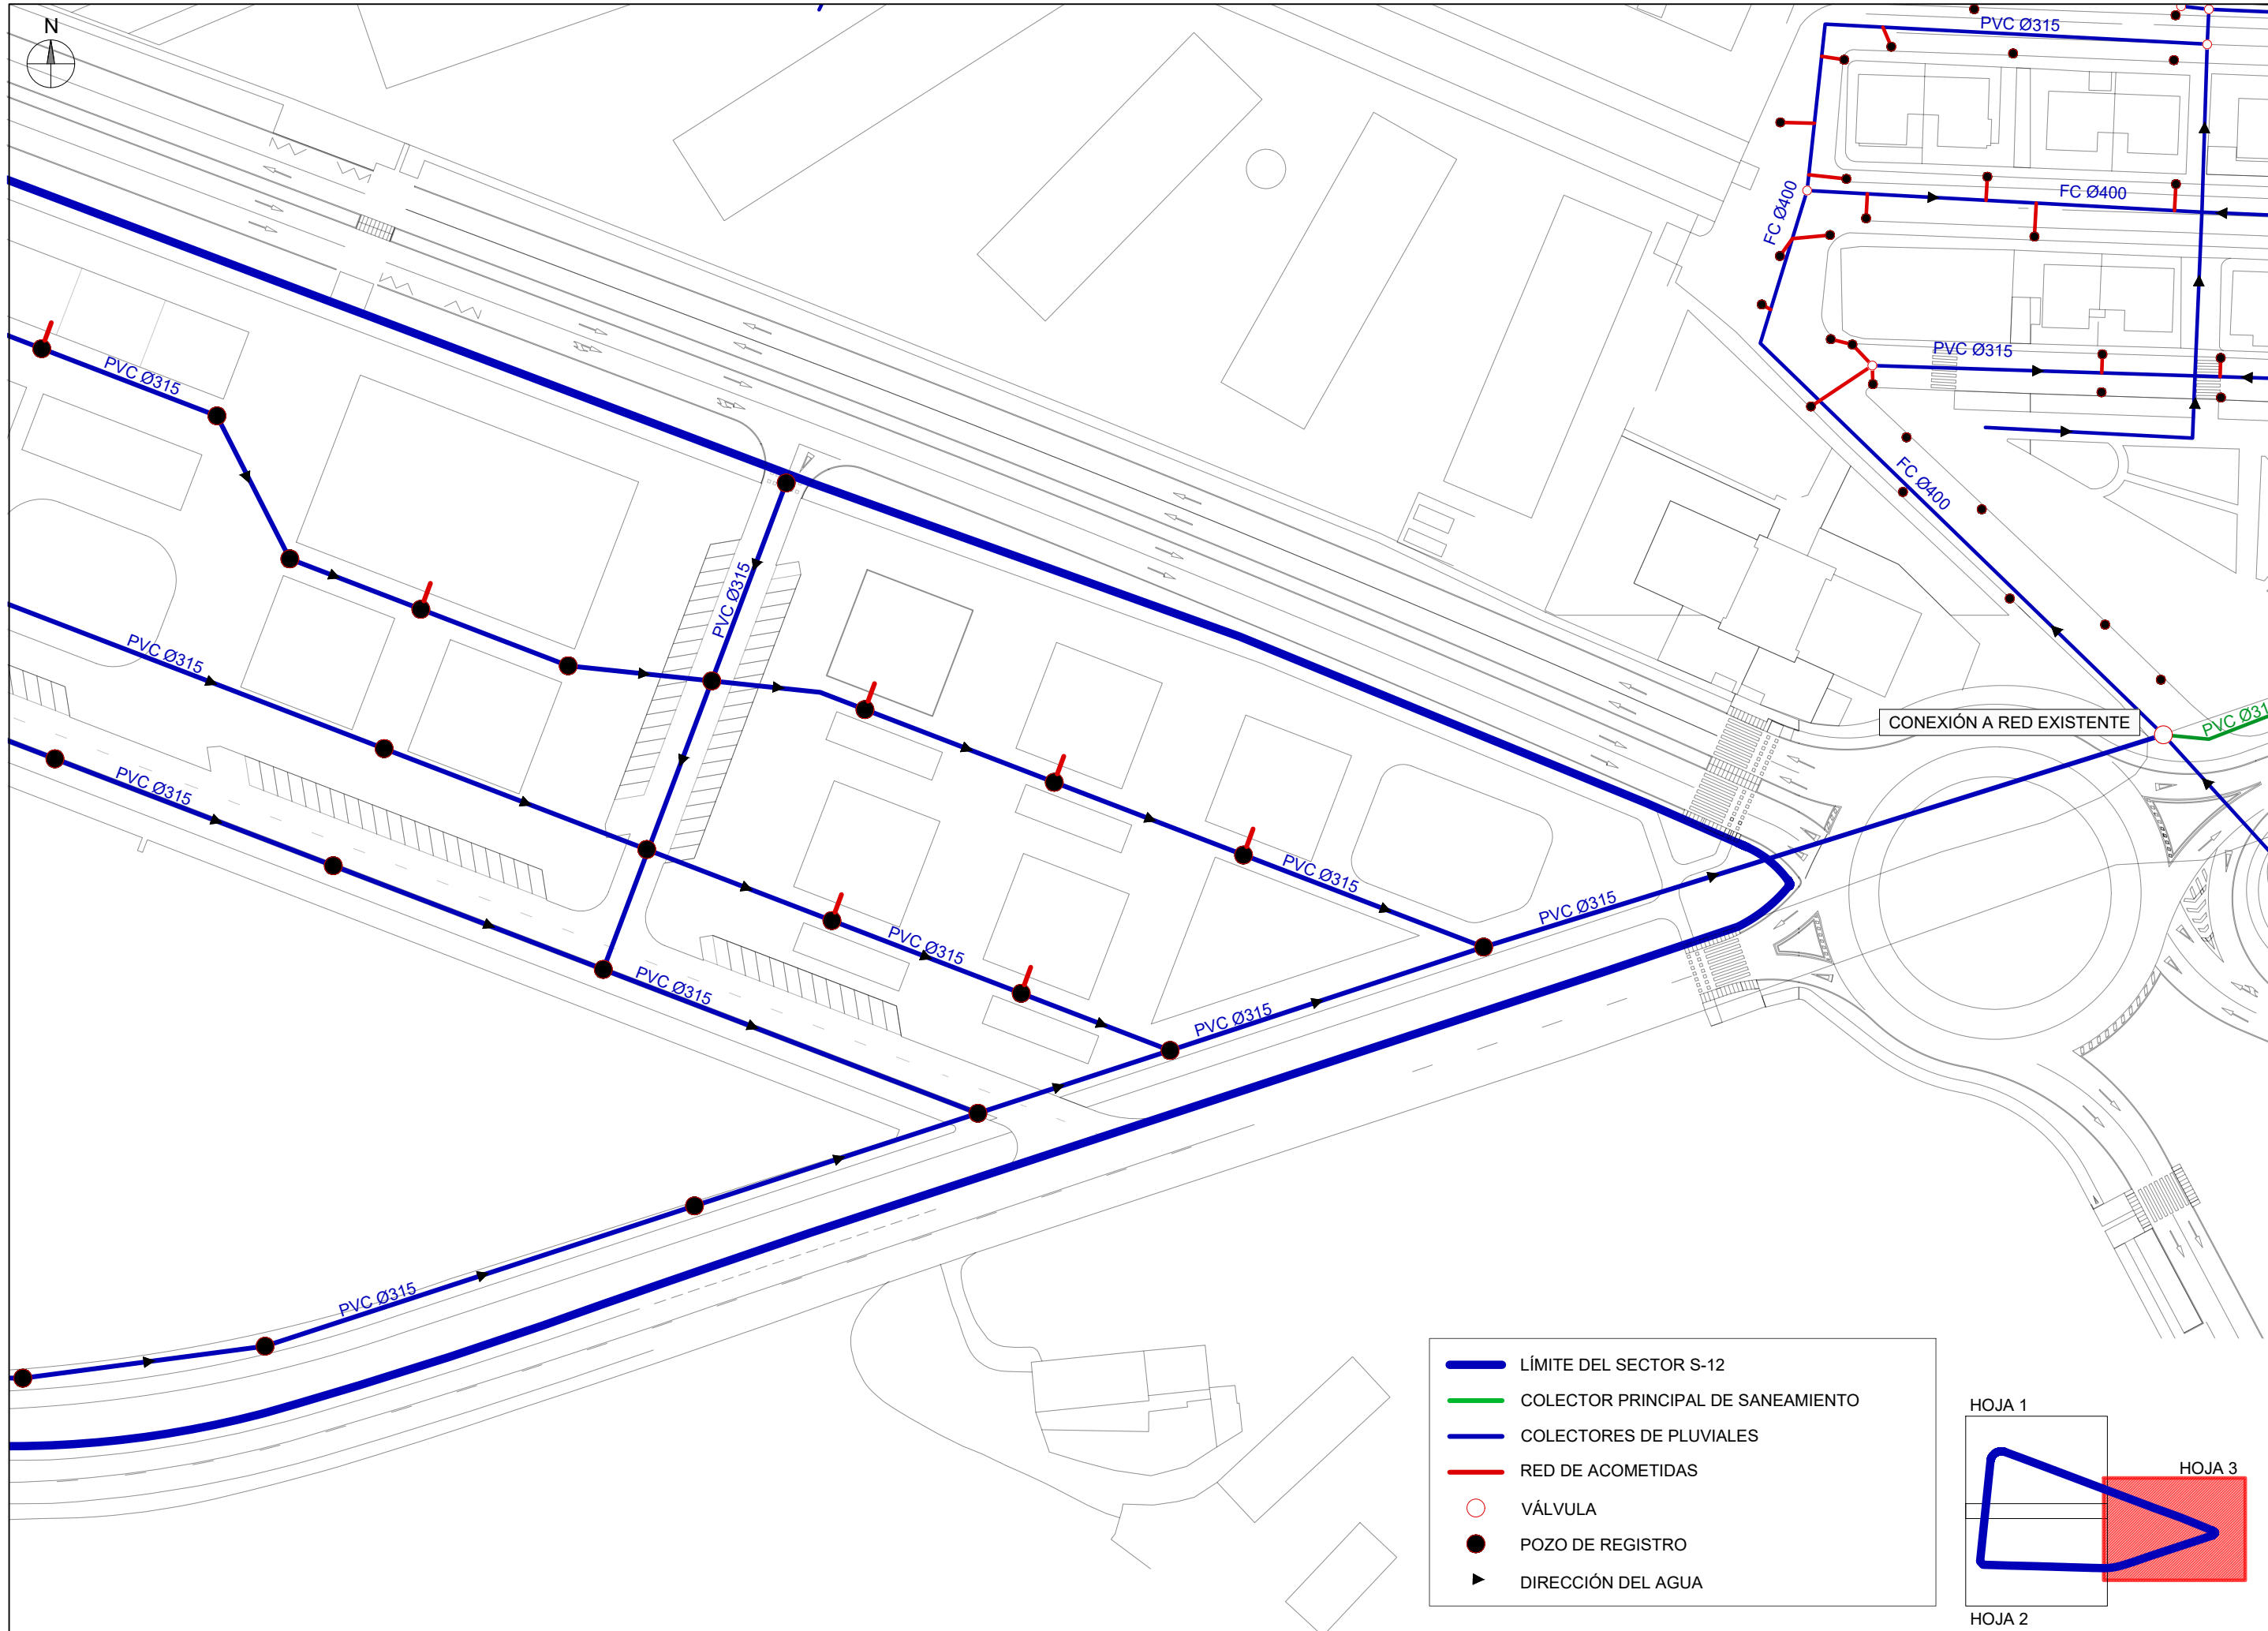 N
PVC Ø315
FC Ø400
FC Ø400
PVC Ø315
PVC Ø315
FC Ø400
PVC Ø315
PVC Ø315
PVC Ø315
CONEXIÓN A RED EXISTENTE
PVC Ø31
PVC Ø315
PVC Ø315
PVC Ø315
PVC Ø315
PVC Ø315
PVC Ø315
PVC Ø315
LÍMITE DEL SECTOR S-12
COLECTOR PRINCIPAL DE SANEAMIENTO
COLECTORES DE PLUVIALES
RED DE ACOMETIDAS
VÁLVULA
POZO DE REGISTRO
DIRECCIÓN DEL AGUA
HOJA 1
HOJA 3
HOJA 2